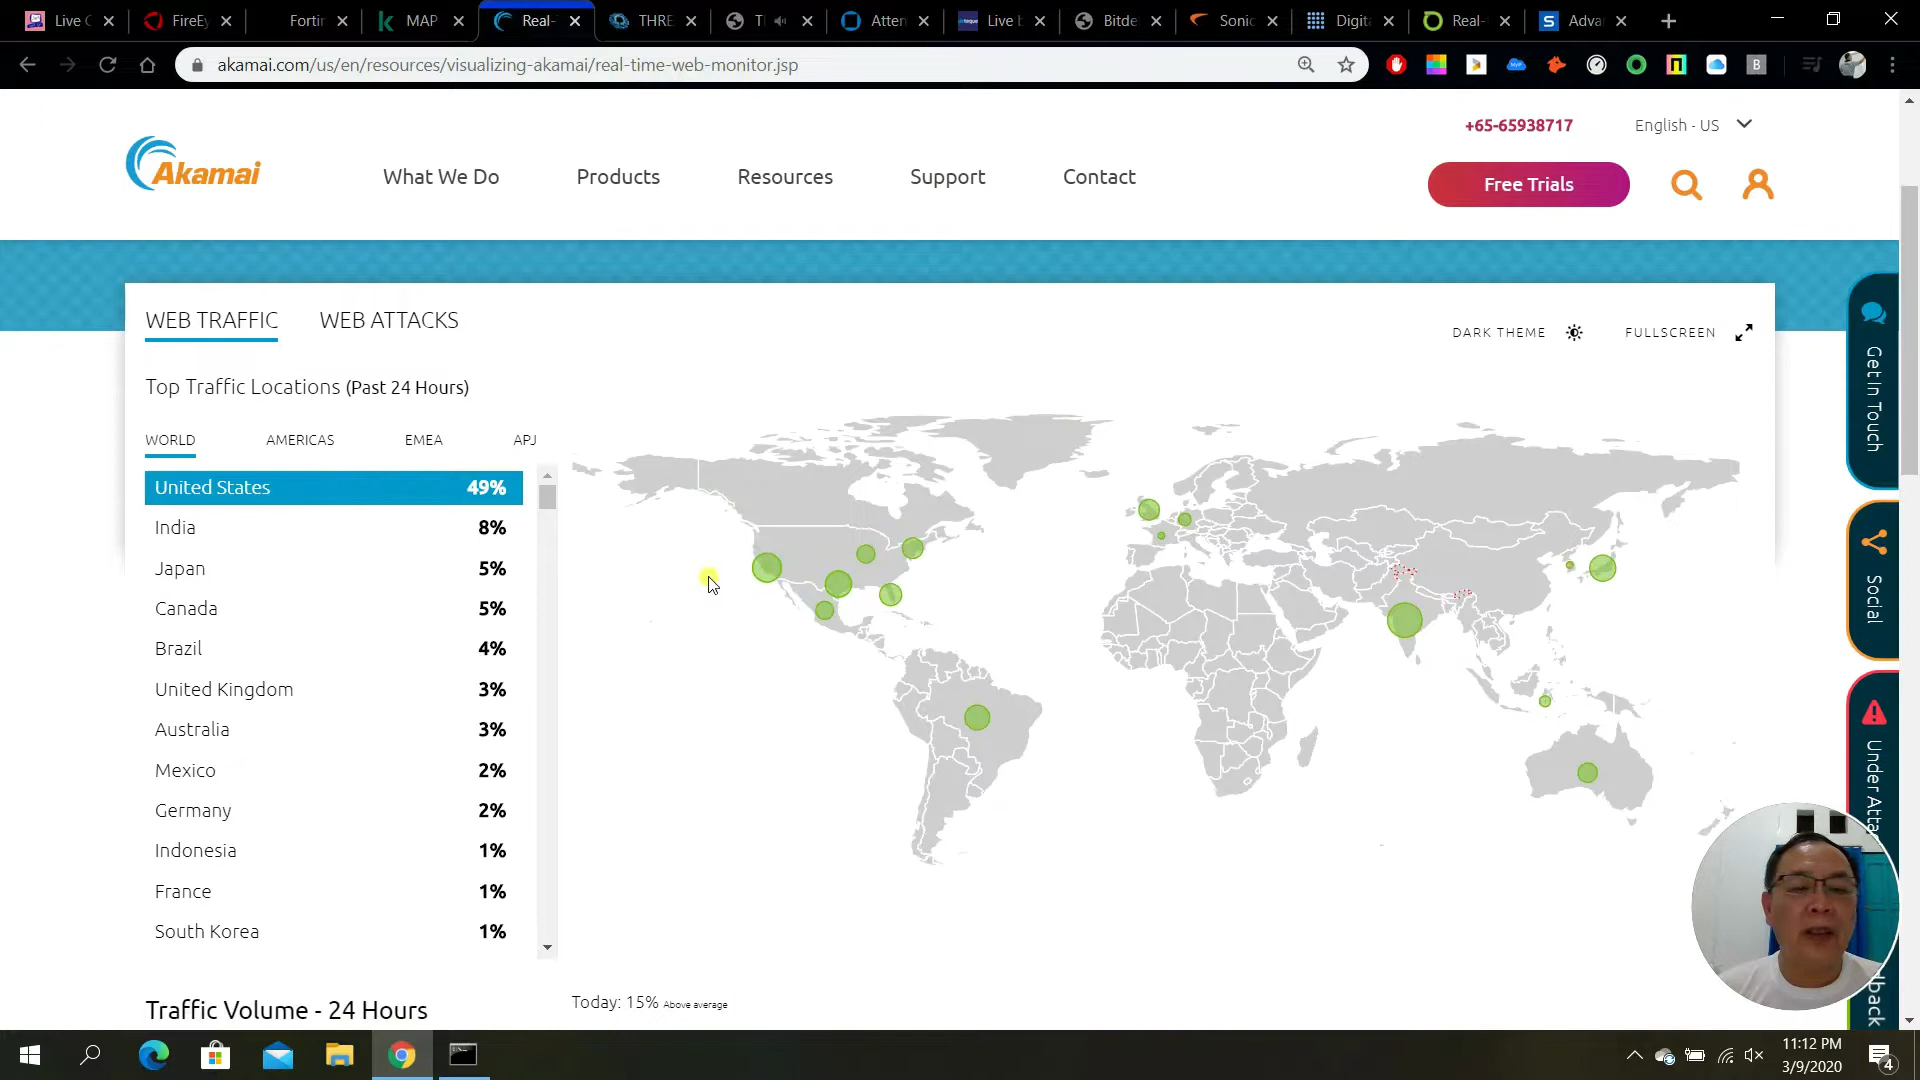 Live C
FireEy
Fortin
MAP
Real-
THRE
Atten
Live b
Bitde
Sonic
Digit
Real-
Adva
akamai.com/us/en/resources/visualizing-akamai/real-time-web-monitor.jsp
+65-65938717
English - US
Akamai
What We Do
Products
Resources
Support
Contact
Free Trials
WEB TRAFFIC
WEB ATTACKS
DARK THEME
FULLSCREEN
Top Traffic Locations (Past 24 Hours)
WORLD
AMERICAS
EMEA
APJ
United States 49%
India 8%
Japan 5%
Canada 5%
Brazil 4%
United Kingdom 3%
Australia 3%
Mexico 2%
Germany 2%
Indonesia 1%
France 1%
South Korea 1%
Traffic Volume - 24 Hours
Today: 15% Above average
Get In Touch
Social
Under Atta
dback
11:12 PM
3/9/2020
4